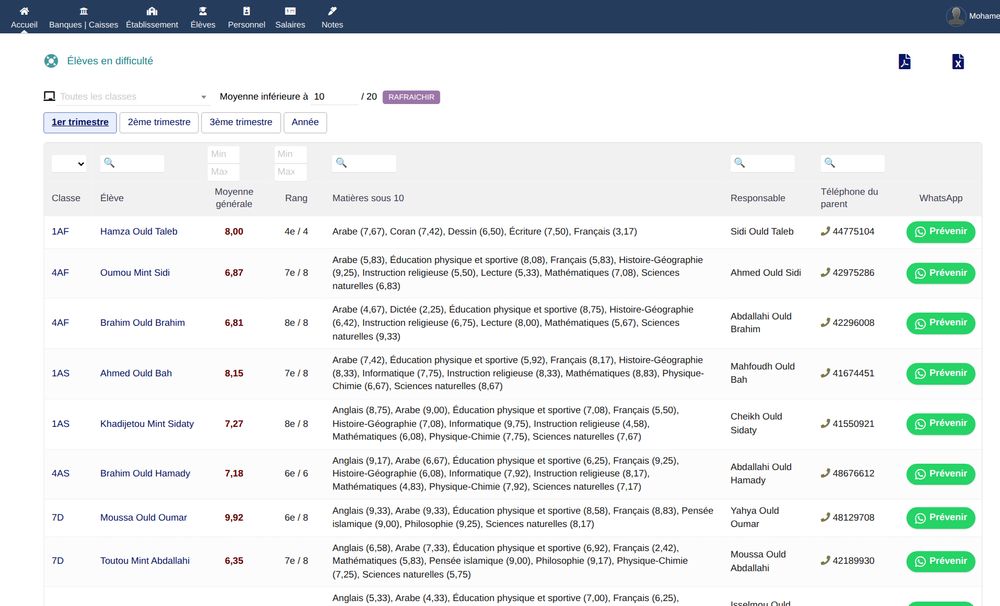 Accueil
Banques | Caisses
Établissement
Élèves
Personnel
Salaires
Notes
Mohame
Élèves en difficulté
Toutes les classes
Moyenne inférieure à 10 / 20 RAFRAICHIR
1er trimestre
2ème trimestre
3ème trimestre
Année
Min
Min
Max
Max
Classe
Élève
Moyenne
générale
Rang
Matières sous 10
Responsable
Téléphone du
parent
WhatsApp
1AF
Hamza Ould Taleb
8,00
4e / 4
Arabe (7,67), Coran (7,42), Dessin (6,50), Écriture (7,50), Français (3,17)
Sidi Ould Taleb
44775104
Prévenir
4AF
Oumou Mint Sidi
6,87
7e / 8
Arabe (5,83), Éducation physique et sportive (8,08), Français (5,83), Histoire-Géographie
(9,25), Instruction religieuse (5,50), Lecture (5,33), Mathématiques (7,08), Sciences
naturelles (6,83)
Ahmed Ould Sidi
42975286
Prévenir
4AF
Brahim Ould Brahim
6,81
8e / 8
Arabe (4,67), Dictée (2,25), Éducation physique et sportive (8,75), Histoire-Géographie
(6,42), Instruction religieuse (6,75), Lecture (8,00), Mathématiques (5,67), Sciences
naturelles (9,33)
Abdallahi Ould
Brahim
42296008
Prévenir
1AS
Ahmed Ould Bah
8,15
7e / 8
Arabe (7,42), Éducation physique et sportive (5,92), Français (8,17), Histoire-Géographie
(8,33), Informatique (7,75), Instruction religieuse (8,33), Mathématiques (8,83), Physique-
Chimie (6,67), Sciences naturelles (8,67)
Mahfoudh Ould
Bah
41674451
Prévenir
1AS
Khadijetou Mint Sidaty
7,27
8e / 8
Anglais (8,75), Arabe (9,00), Éducation physique et sportive (7,08), Français (5,50),
Histoire-Géographie (7,08), Informatique (9,75), Instruction religieuse (4,58),
Mathématiques (6,08), Physique-Chimie (7,75), Sciences naturelles (7,67)
Cheikh Ould
Sidaty
41550921
Prévenir
4AS
Brahim Ould Hamady
7,18
6e / 6
Anglais (9,17), Arabe (6,67), Éducation physique et sportive (6,25), Français (9,25),
Histoire-Géographie (6,08), Informatique (7,92), Instruction religieuse (8,17),
Mathématiques (4,83), Physique-Chimie (7,92), Sciences naturelles (7,17)
Abdallahi Ould
Hamady
48676612
Prévenir
7D
Moussa Ould Oumar
9,92
6e / 8
Anglais (9,33), Arabe (9,33), Éducation physique et sportive (8,58), Français (8,83), Pensée
islamique (9,00), Philosophie (9,25), Sciences naturelles (8,17)
Yahya Ould
Oumar
48129708
Prévenir
7D
Toutou Mint Abdallahi
6,35
7e / 8
Anglais (6,58), Arabe (7,33), Éducation physique et sportive (6,92), Français (2,42),
Mathématiques (5,83), Pensée islamique (9,00), Philosophie (9,17), Physique-Chimie
(7,25), Sciences naturelles (5,75)
Moussa Ould
Abdallahi
42189930
Prévenir
Anglais (5,33), Arabe (4,33), Éducation physique et sportive (7,00), Français (6,25),
Isselmou Ould